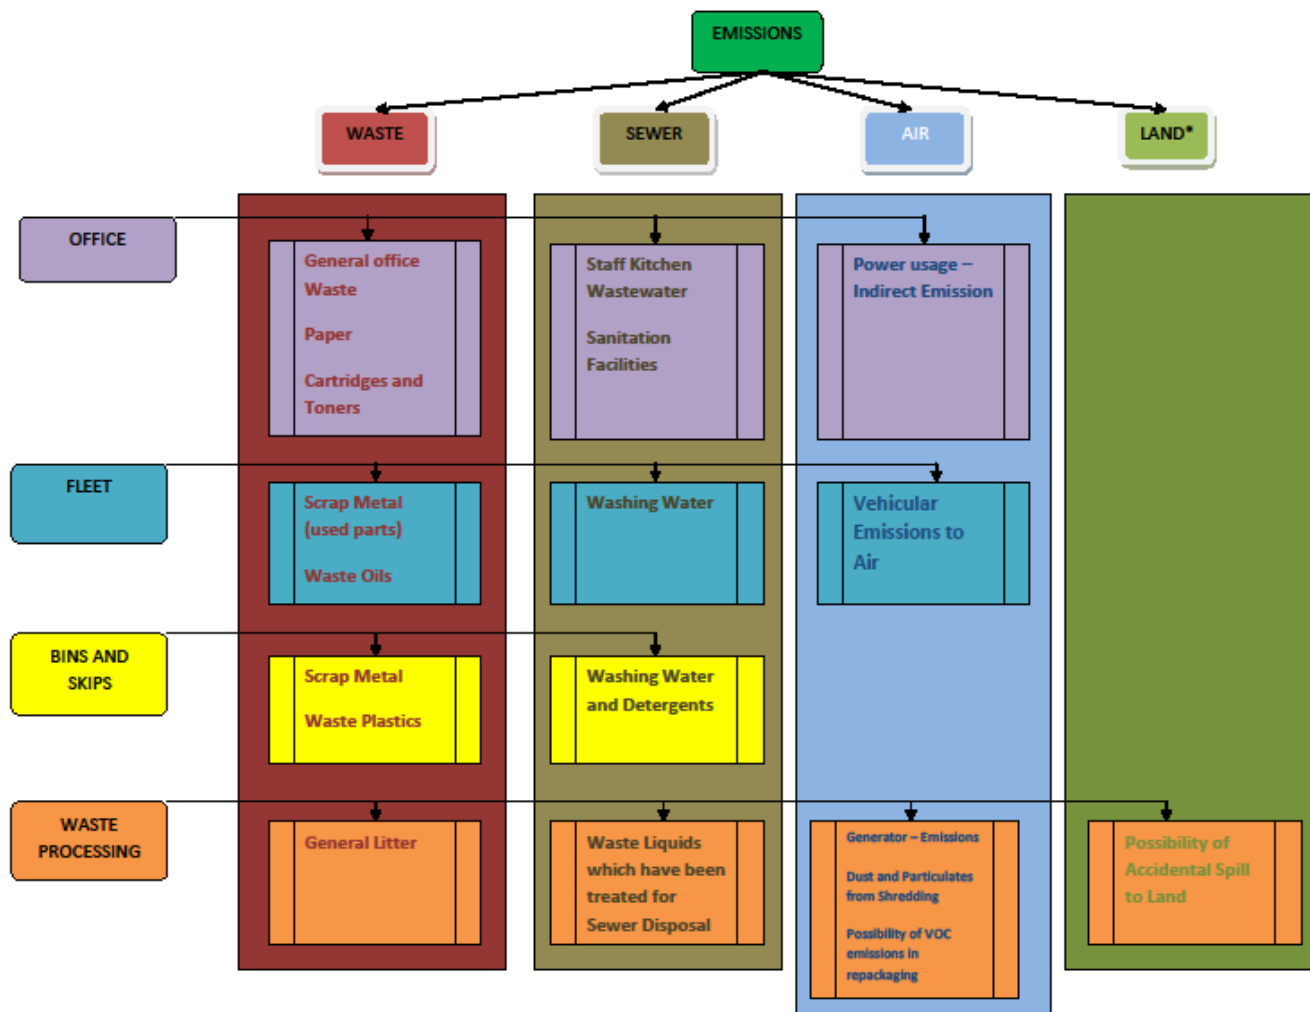 EMISSIONS
WASTE
SEWER
AIR
LAND*
OFFICE
General office
Waste
Paper
Cartridges and
Toners
Staff Kitchen
Wastewater
Sanitation
Facilities
Power usage –
Indirect Emission
FLEET
Scrap Metal
(used parts)
Waste Oils
Washing Water
Vehicular
Emissions to
Air
BINS AND
SKIPS
Scrap Metal
Waste Plastics
Washing Water
and Detergents
WASTE
PROCESSING
General Litter
Waste Liquids
which have been
treated for
Sewer Disposal
Generator – Emissions
Dust and Particulates
from Shredding
Possibility of VOC
emissions in
repackaging
Possibility of
Accidental Spill
to Land